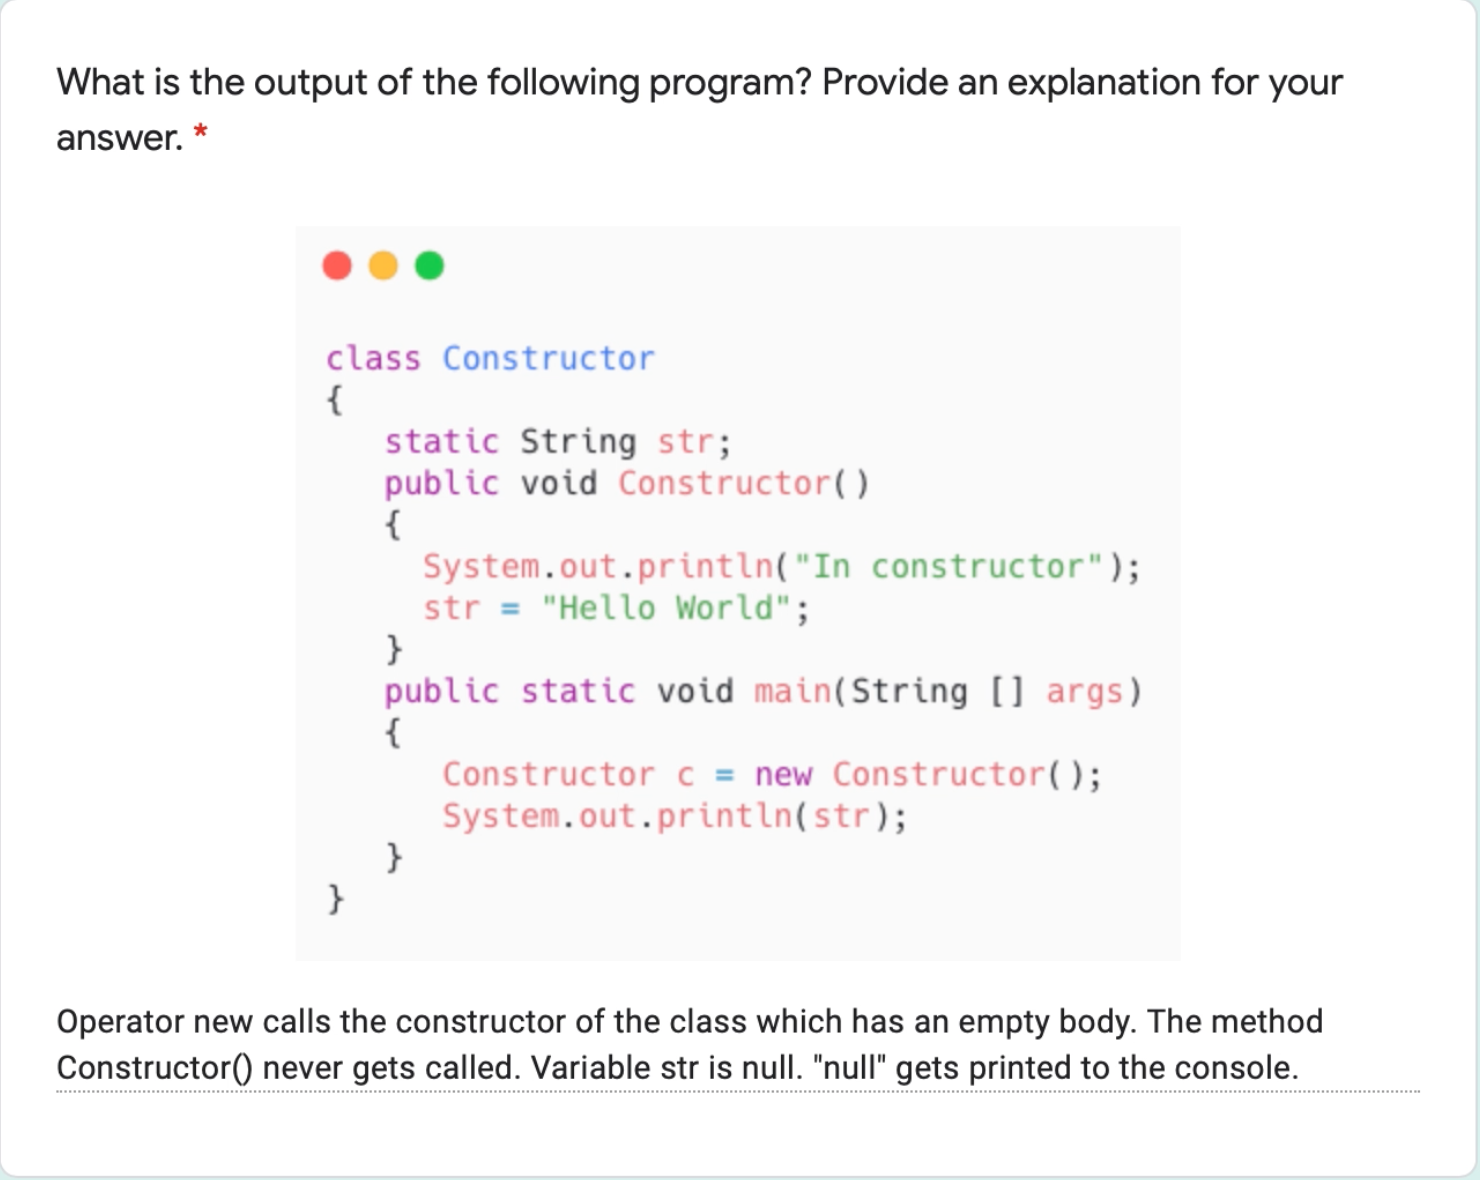 What is the output of the following program? Provide an explanation for your
answer. *
class Constructor
{
static String str;
public void Constructor()
{
System.out.println("In constructor");
str = "Hello World";
}
public static void main(String [] args)
{
Constructor c = new Constructor();
System.out.println(str);
}
}
Operator new calls the constructor of the class which has an empty body. The method
Constructor() never gets called. Variable str is null. "null" gets printed to the console.